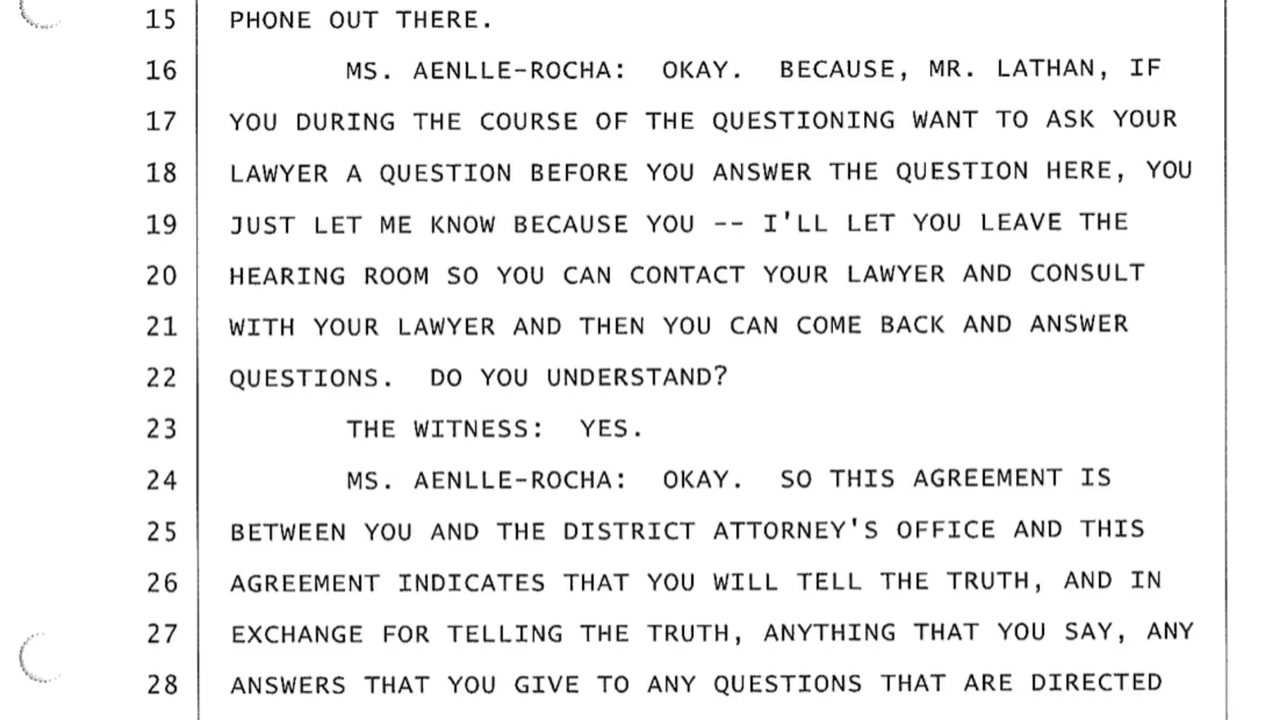 15 PHONE OUT THERE.
16 MS. AENLLE-ROCHA: OKAY. BECAUSE, MR. LATHAN, IF
17 YOU DURING THE COURSE OF THE QUESTIONING WANT TO ASK YOUR
18 LAWYER A QUESTION BEFORE YOU ANSWER THE QUESTION HERE, YOU
19 JUST LET ME KNOW BECAUSE YOU -- I'LL LET YOU LEAVE THE
20 HEARING ROOM SO YOU CAN CONTACT YOUR LAWYER AND CONSULT
21 WITH YOUR LAWYER AND THEN YOU CAN COME BACK AND ANSWER
22 QUESTIONS. DO YOU UNDERSTAND?
23 THE WITNESS: YES.
24 MS. AENLLE-ROCHA: OKAY. SO THIS AGREEMENT IS
25 BETWEEN YOU AND THE DISTRICT ATTORNEY'S OFFICE AND THIS
26 AGREEMENT INDICATES THAT YOU WILL TELL THE TRUTH, AND IN
27 EXCHANGE FOR TELLING THE TRUTH, ANYTHING THAT YOU SAY, ANY
28 ANSWERS THAT YOU GIVE TO ANY QUESTIONS THAT ARE DIRECTED